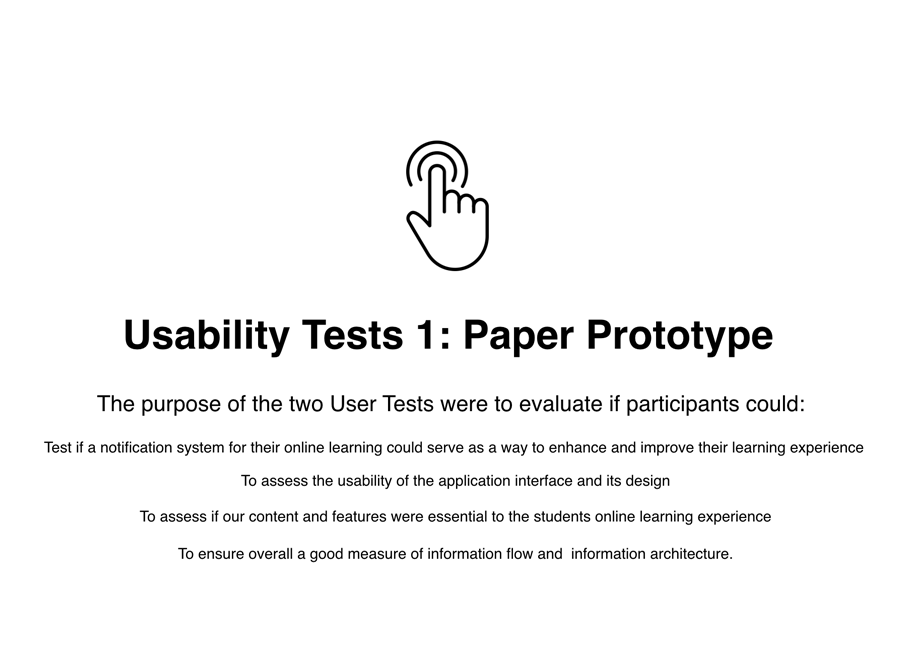 Usability Tests 1: Paper Prototype
The purpose of the two User Tests were to evaluate if participants could:
Test if a notification system for their online learning could serve as a way to enhance and improve their learning experience
To assess the usability of the application interface and its design
To assess if our content and features were essential to the students online learning experience
To ensure overall a good measure of information flow and  information architecture.